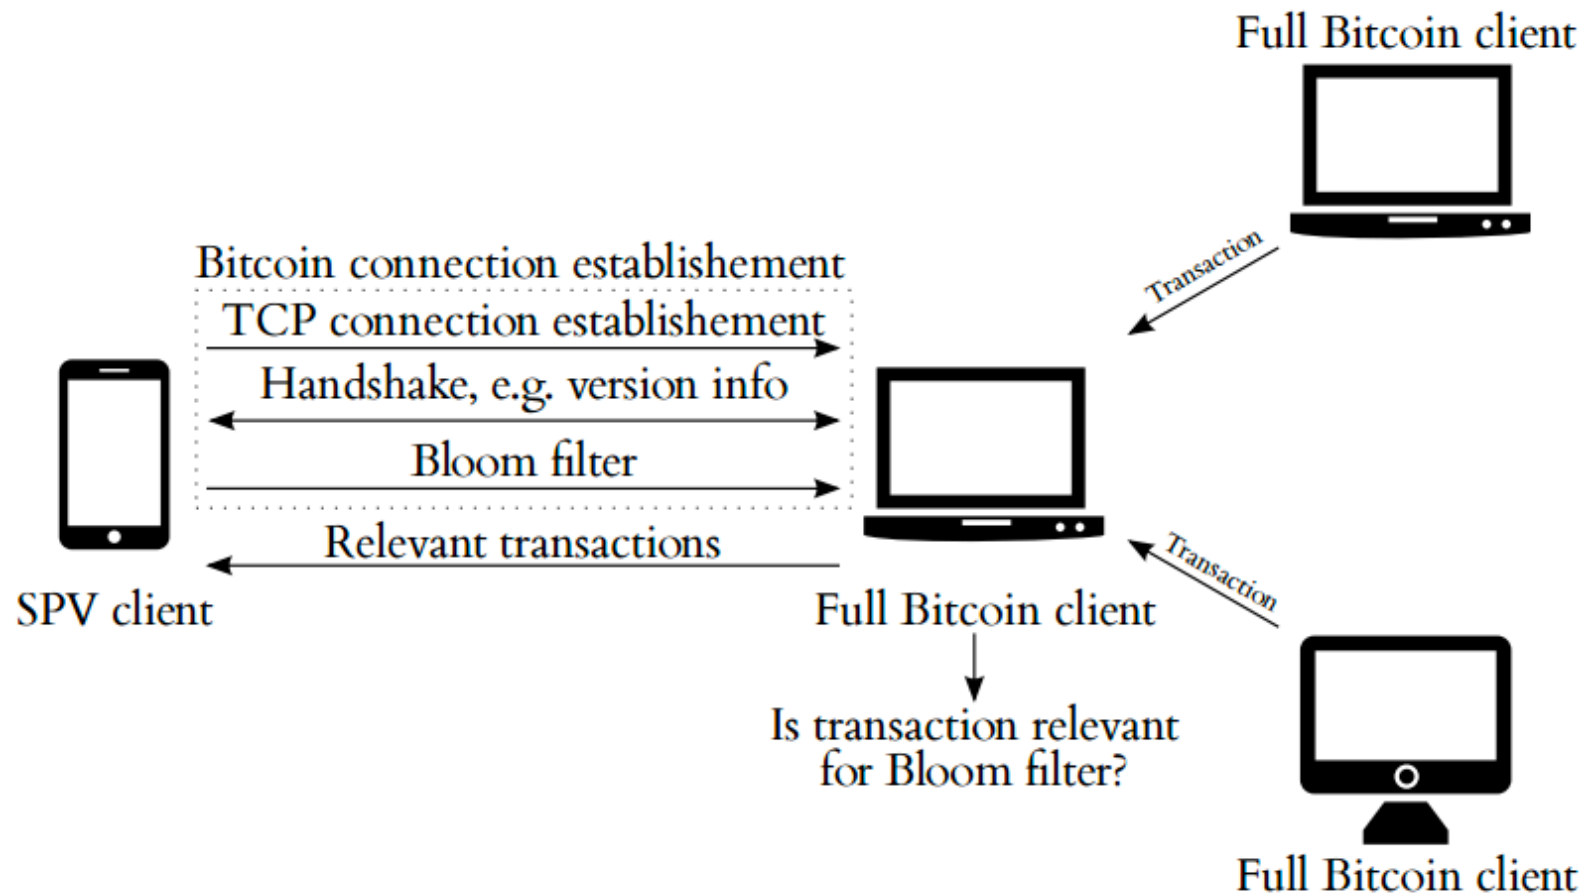 Full Bitcoin client
Transaction
Bitcoin connection establishement
TCP connection establishement
Handshake, e.g. version info
Bloom filter
Relevant transactions
SPV client
Full Bitcoin client
Transaction
Is transaction relevant
for Bloom filter?
Full Bitcoin client